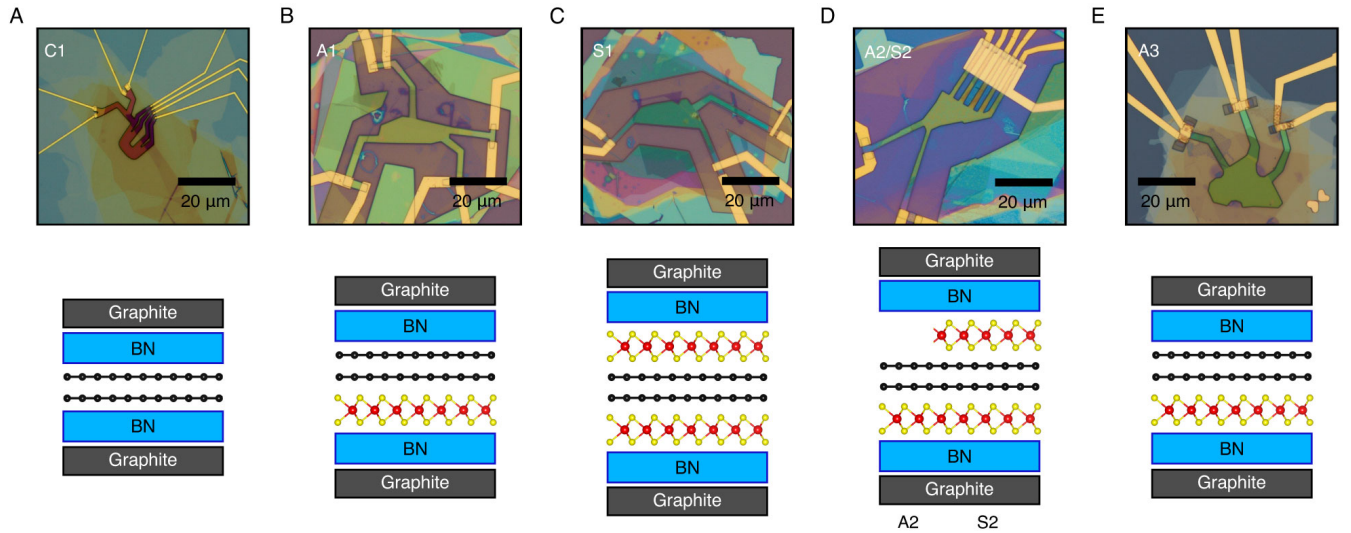 A
B
C
D
E
C1
A1
S1
A2/S2
A3
20 µm
20 µm
20 µm
20 µm
20 µm
Graphite
BN
BN
Graphite
Graphite
BN
BN
Graphite
Graphite
BN
BN
Graphite
Graphite
BN
BN
Graphite
A2 S2
Graphite
BN
BN
Graphite